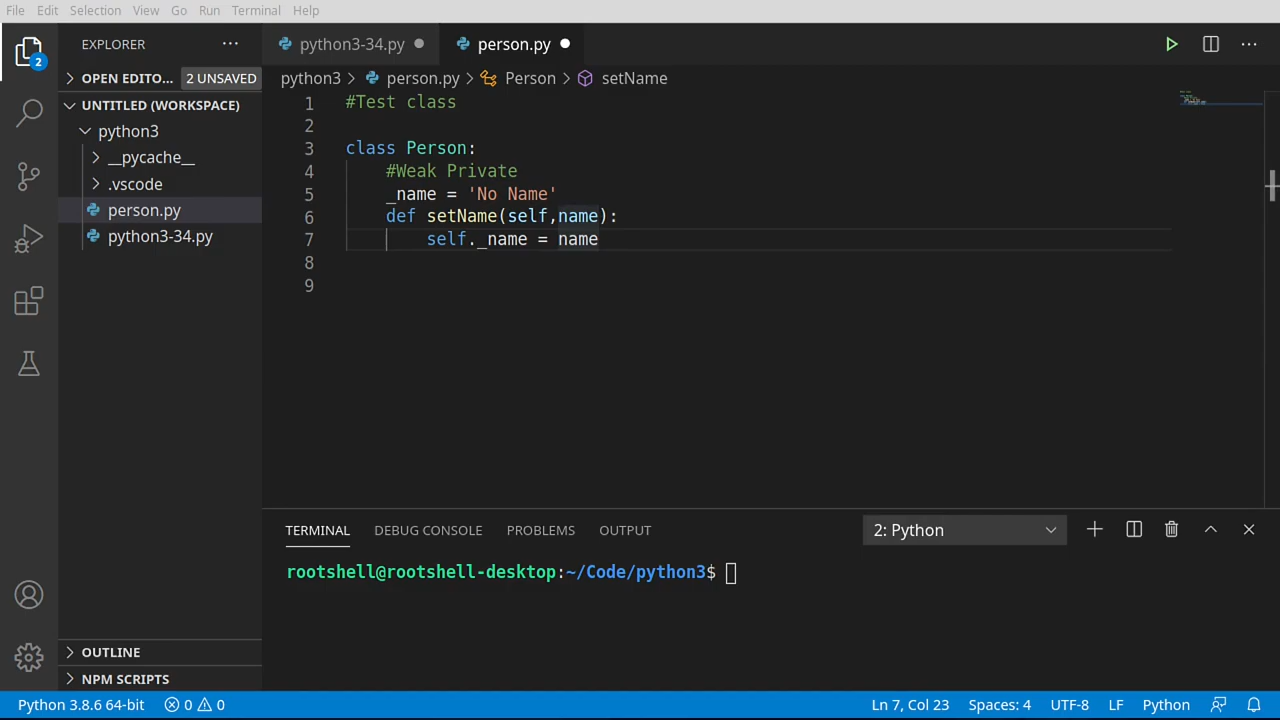 File Edit Selection View Go Run Terminal Help
2
EXPLORER
OPEN EDITO... 2 UNSAVED
UNTITLED (WORKSPACE)
python3
__pycache__
.vscode
person.py
python3-34.py
OUTLINE
NPM SCRIPTS
python3-34.py person.py
python3 person.py Person setName
1 #Test class
2
3 class Person:
4 #Weak Private
5 _name = 'No Name'
6 def setName(self,name):
7 self._name = name
8
9
TERMINAL DEBUG CONSOLE PROBLEMS OUTPUT 2: Python
rootshell@rootshell-desktop:~/Code/python3$
Python 3.8.6 64-bit 0 0 Ln 7, Col 23 Spaces: 4 UTF-8 LF Python